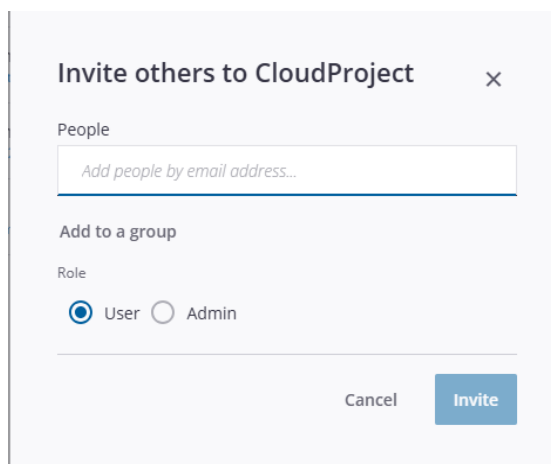 Invite others to CloudProject
People
Add people by email address...
Add to a group
Role
User Admin
Cancel Invite